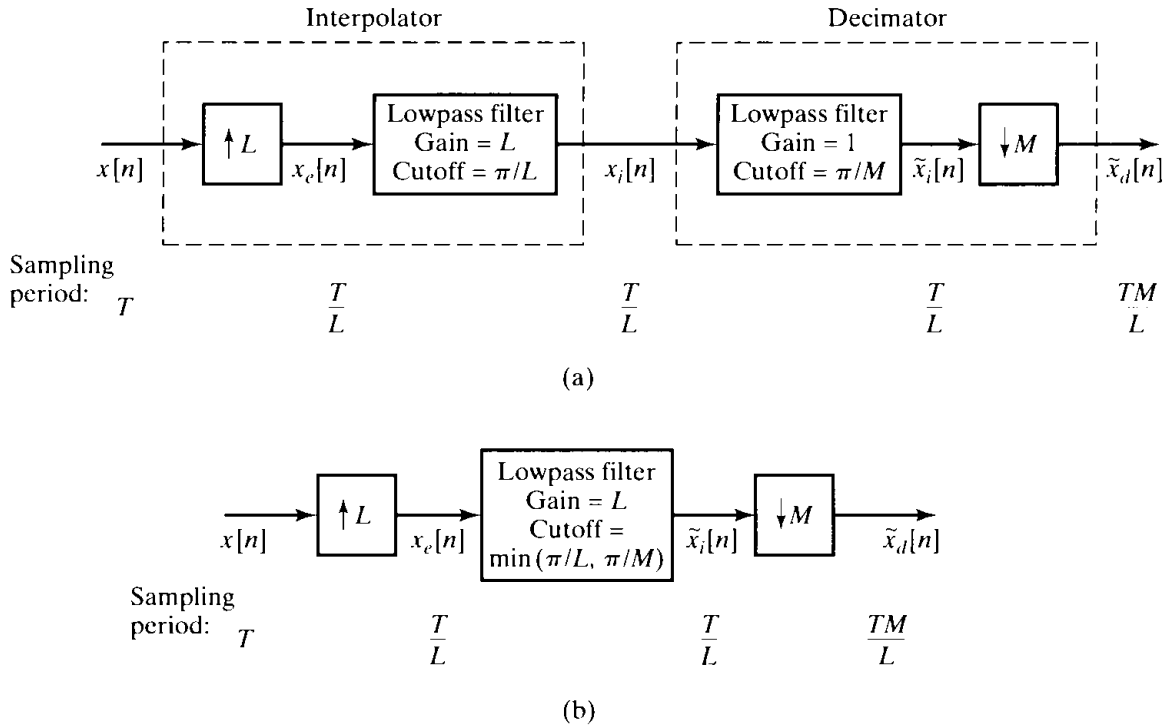 Interpolator
Decimator
↑ L
Lowpass filter
Gain = L
Cutoff = π/L
Lowpass filter
Gain = 1
Cutoff = π/M
↓ M
x[n]
x_e[n]
x_i[n]
x̃_i[n]
x̃_d[n]
Sampling
period:
T
T/L
T/L
T/L
TM/L
(a)
↑ L
Lowpass filter
Gain = L
Cutoff =
min (π/L, π/M)
↓ M
x[n]
x_e[n]
x̃_i[n]
x̃_d[n]
Sampling
period:
T
T/L
T/L
TM/L
(b)